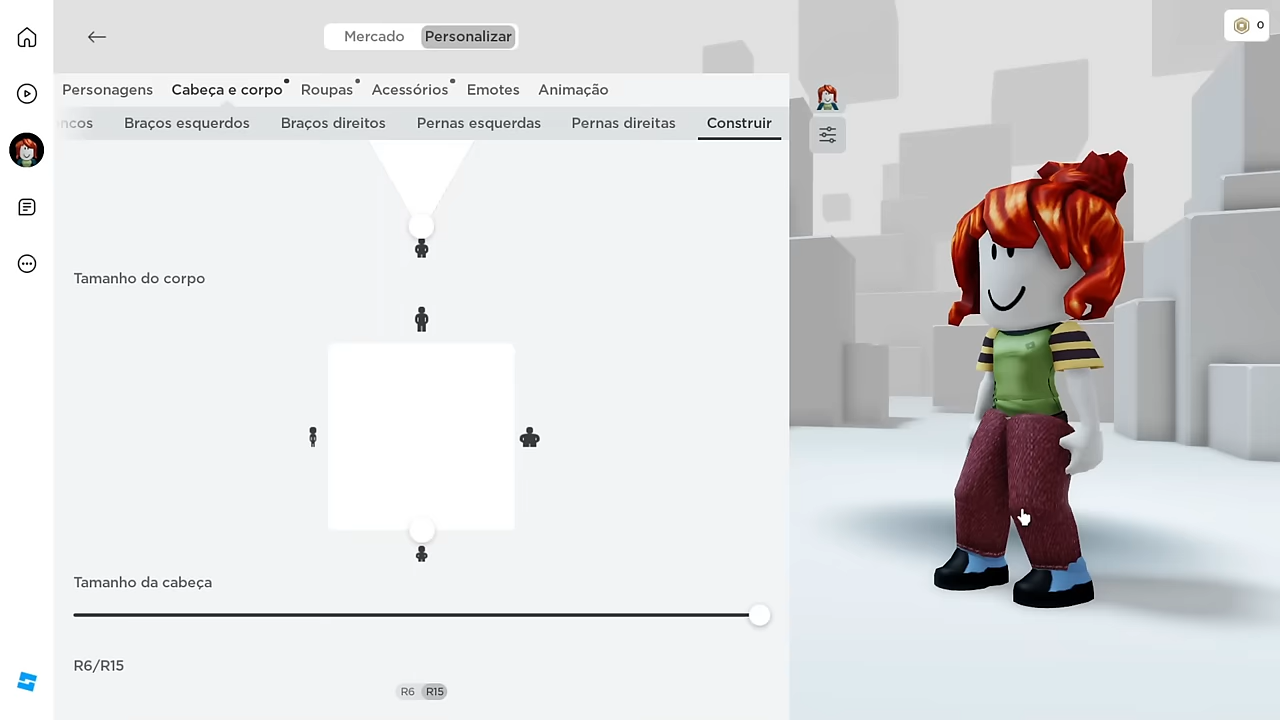 Mercado
Personalizar
0
Personagens
Cabeça e corpo
Roupas
Acessórios
Emotes
Animação
ncos
Braços esquerdos
Braços direitos
Pernas esquerdas
Pernas direitas
Construir
Tamanho do corpo
Tamanho da cabeça
R6/R15
R6
R15